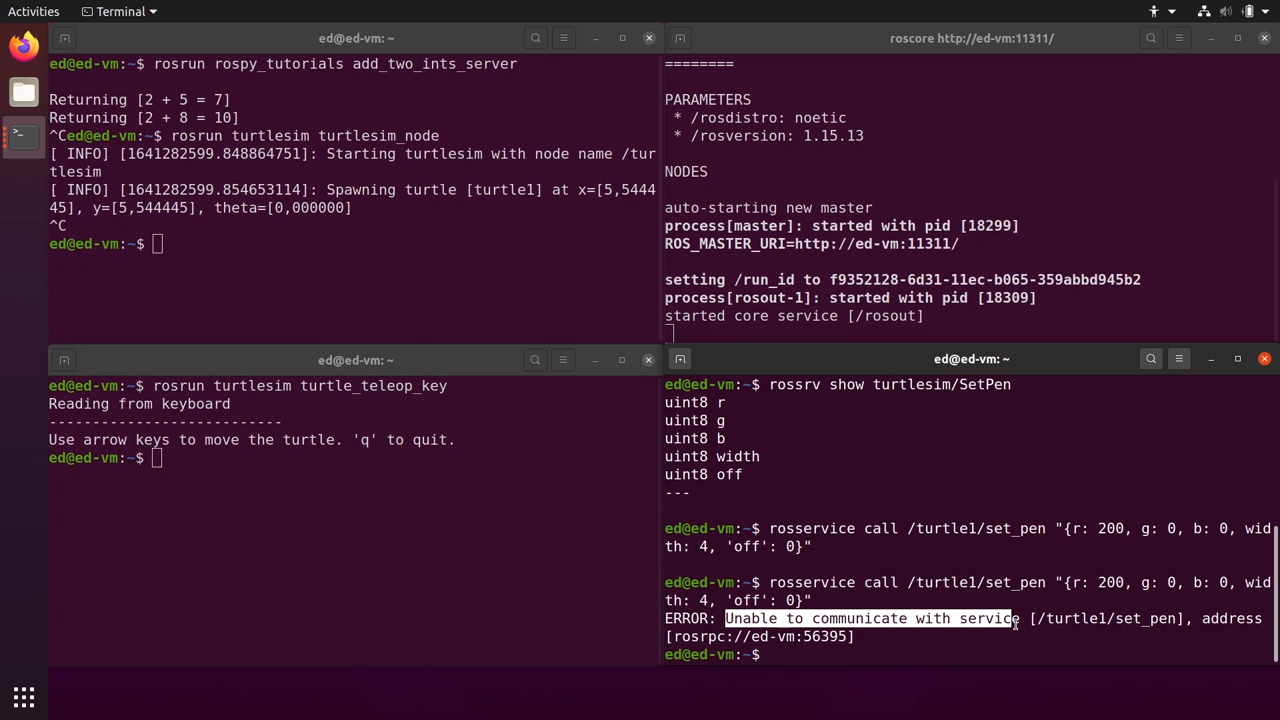 Activities
Terminal
ed@ed-vm: ~
ed@ed-vm:~$ rosrun rospy_tutorials add_two_ints_server
Returning [2 + 5 = 7]
Returning [2 + 8 = 10]
^Ced@ed-vm:~$ rosrun turtlesim turtlesim_node
[ INFO] [1641282599.848864751]: Starting turtlesim with node name /tur
tlesim
[ INFO] [1641282599.854653114]: Spawning turtle [turtle1] at x=[5,5444
45], y=[5,544445], theta=[0,000000]
^C
ed@ed-vm:~$
roscore http://ed-vm:11311/
========
PARAMETERS
* /rosdistro: noetic
* /rosversion: 1.15.13
NODES
auto-starting new master
process[master]: started with pid [18299]
ROS_MASTER_URI=http://ed-vm:11311/
setting /run_id to f9352128-6d31-11ec-b065-359abbd945b2
process[rosout-1]: started with pid [18309]
started core service [/rosout]
ed@ed-vm: ~
ed@ed-vm:~$ rosrun turtlesim turtle_teleop_key
Reading from keyboard
---------------------------
Use arrow keys to move the turtle. 'q' to quit.
ed@ed-vm:~$
ed@ed-vm: ~
ed@ed-vm:~$ rossrv show turtlesim/SetPen
uint8 r
uint8 g
uint8 b
uint8 width
uint8 off
---
ed@ed-vm:~$ rosservice call /turtle1/set_pen "{r: 200, g: 0, b: 0, wid
th: 4, 'off': 0}"
ed@ed-vm:~$ rosservice call /turtle1/set_pen "{r: 200, g: 0, b: 0, wid
th: 4, 'off': 0}"
ERROR: Unable to communicate with service [/turtle1/set_pen], address
[rosrpc://ed-vm:56395]
ed@ed-vm:~$